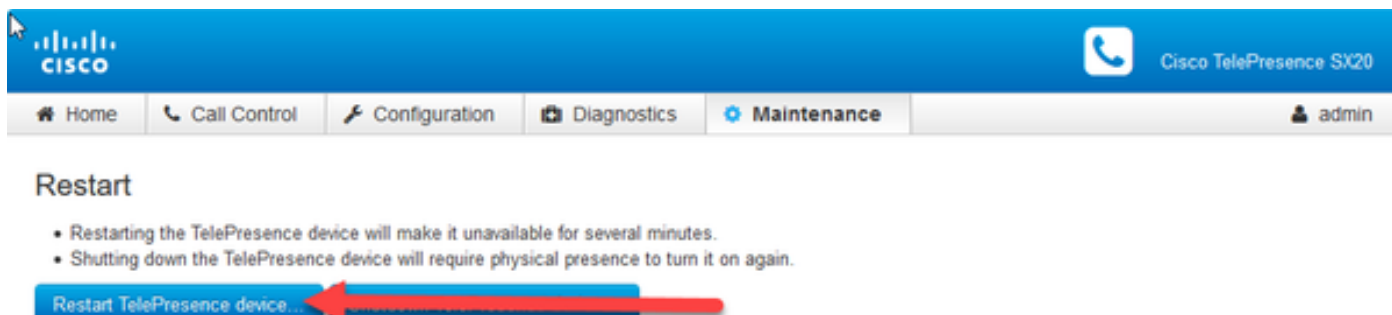 CISCO
Cisco TelePresence SX20
Home
Call Control
Configuration
Diagnostics
Maintenance
admin
Restart
• Restarting the TelePresence device will make it unavailable for several minutes.
• Shutting down the TelePresence device will require physical presence to turn it on again.
Restart TelePresence device...